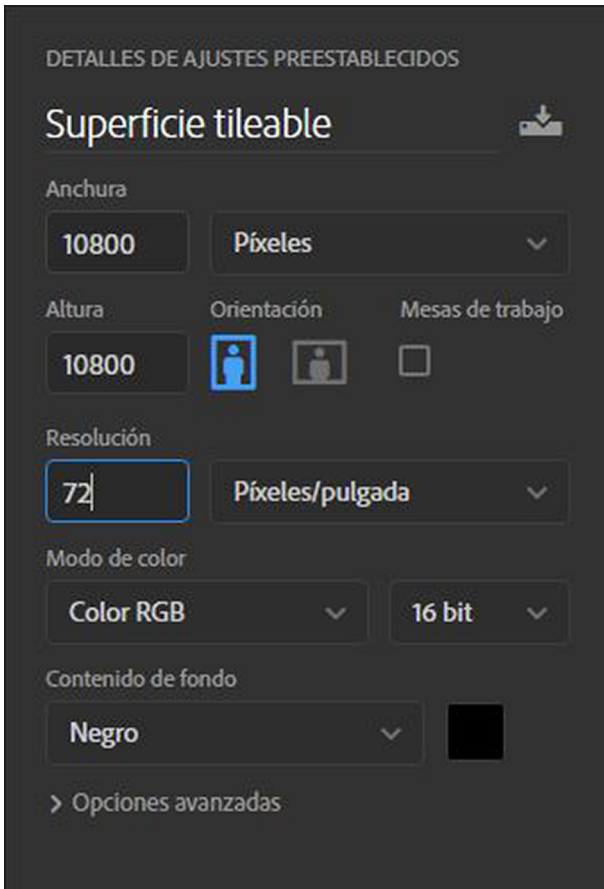 DETALLES DE AJUSTES PREESTABLECIDOS
Superficie tileable
Anchura
10800 Píxeles
Altura Orientación Mesas de trabajo
10800
Resolución
72 Píxeles/pulgada
Modo de color
Color RGB 16 bit
Contenido de fondo
Negro
Opciones avanzadas